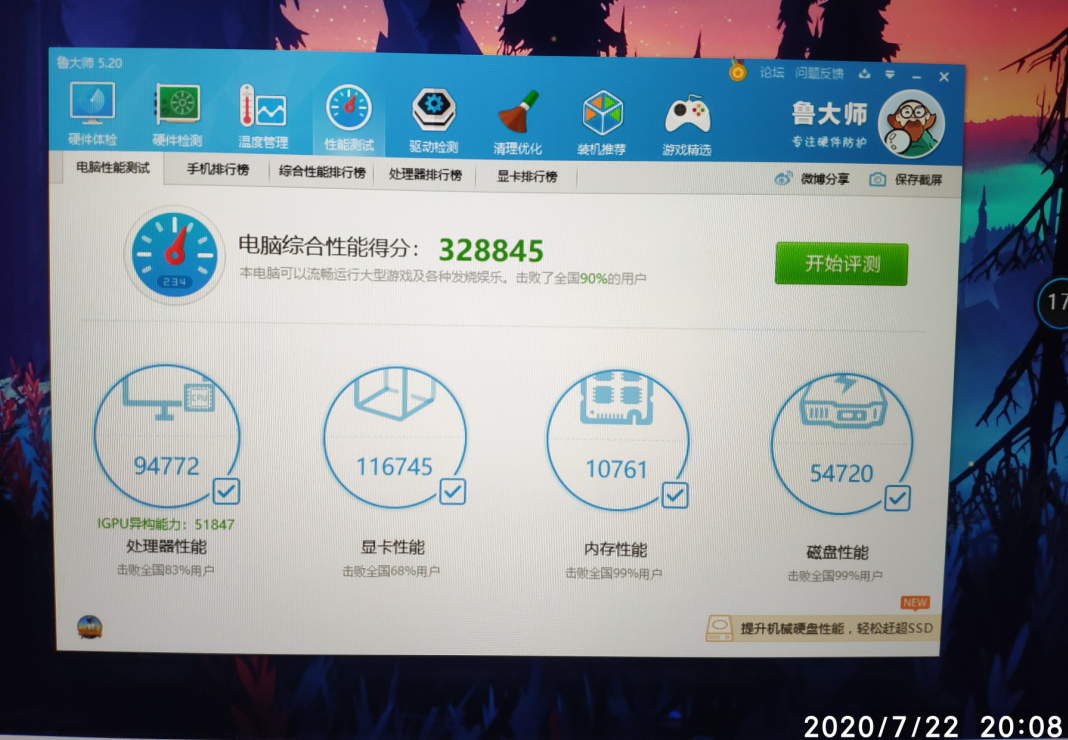 鲁大师 5.20
论坛 问题反馈
硬件体检 硬件检测 温度管理 性能测试 驱动检测 清理优化 装机推荐 游戏精选
鲁大师
专注硬件防护
电脑性能测试 手机排行榜 综合性能排行榜 处理器排行榜 显卡排行榜
微博分享 保存截屏
234
电脑综合性能得分: 328845
本电脑可以流畅运行大型游戏及各种发烧娱乐。击败了全国90%的用户
开始评测
17
CPU
94772 116745 10761 54720
IGPU异构能力: 51847
处理器性能 显卡性能 内存性能 磁盘性能
击败全国83%用户 击败全国68%用户 击败全国99%用户 击败全国99%用户
NEW
提升机械硬盘性能，轻松赶超SSD
2020/7/22 20:08